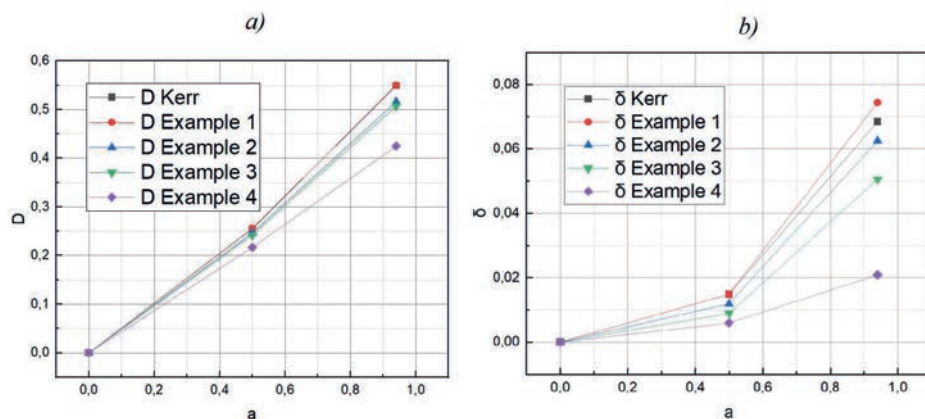 a)
0,6
0,5
0,4
0,3
0,2
0,1
0,0
D
D Kerr
D Example 1
D Example 2
D Example 3
D Example 4
0,0 0,2 0,4 0,6 0,8 1,0
a
b)
0,08
0,06
0,04
0,02
0,00
δ
δ Kerr
δ Example 1
δ Example 2
δ Example 3
δ Example 4
0,0 0,2 0,4 0,6 0,8 1,0
a